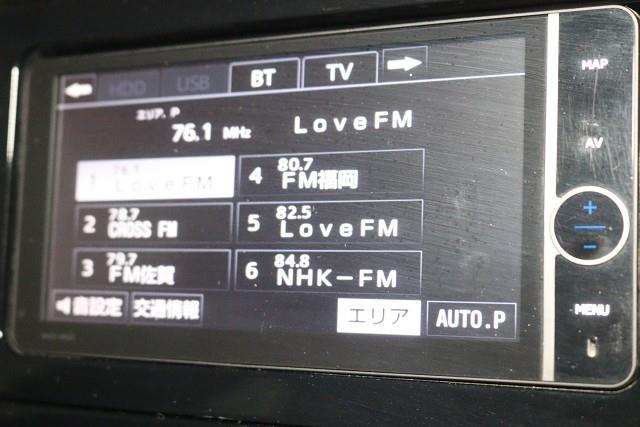 HDD USB BT TV
エリア.P
76.1 MHz LoveFM
1 76.1 LoveFM
4 80.7 FM福岡
2 78.7 CROSS FM
5 82.5 LoveFM
3 79.7 FM佐賀
6 84.8 NHK-FM
音設定 交通情報 エリア AUTO.P
MAP
AV
+
-
MENU